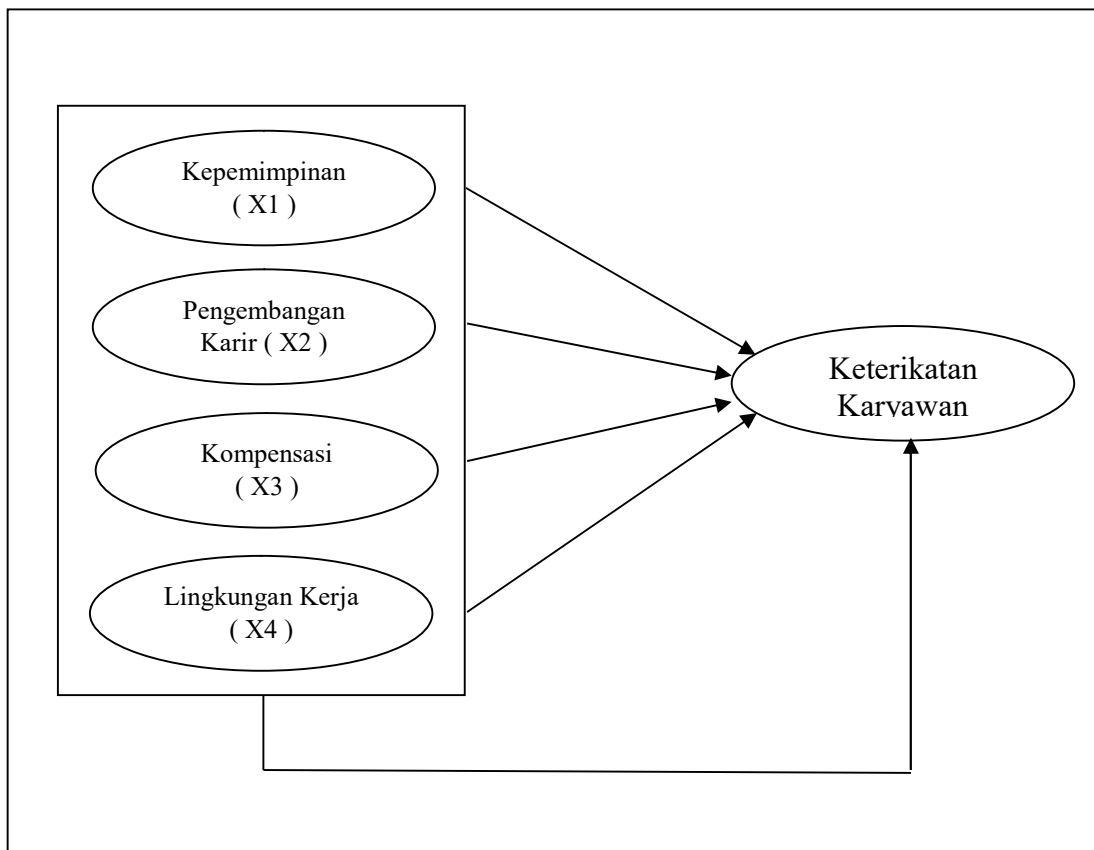 Kepemimpinan
( X1 )
Pengembangan
Karir ( X2 )
Kompensasi
( X3 )
Lingkungan Kerja
( X4 )
Keterikatan
Karyawan